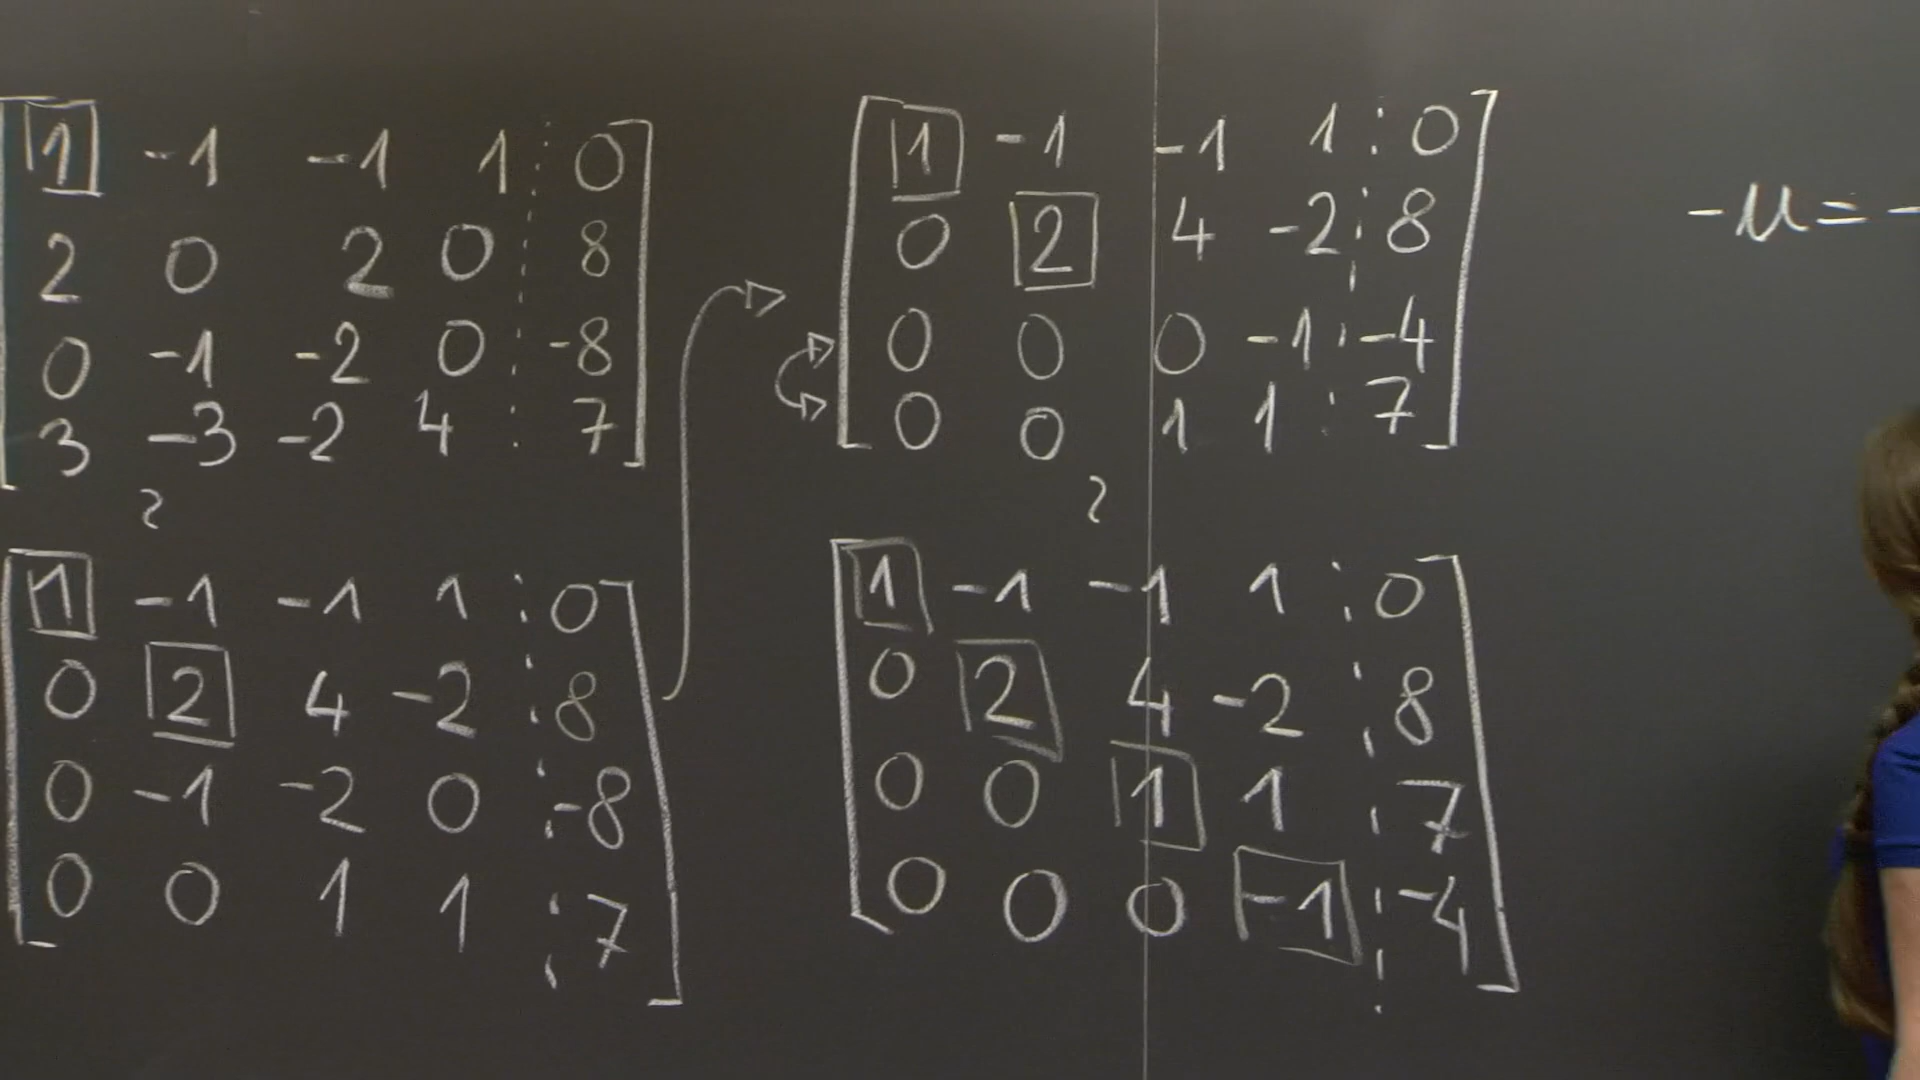 1 -1 -1 1 0
2 0 2 0 8
0 -1 -2 0 -8
3 -3 -2 4 7
~
1 -1 -1 1 0
0 2 4 -2 8
0 -1 -2 0 -8
0 0 1 1 7
1 -1 -1 1 0
0 2 4 -2 8
0 0 0 -1 -4
0 0 1 1 7
~
1 -1 -1 1 0
0 2 4 -2 8
0 0 1 1 7
0 0 0 -1 -4
-u = -